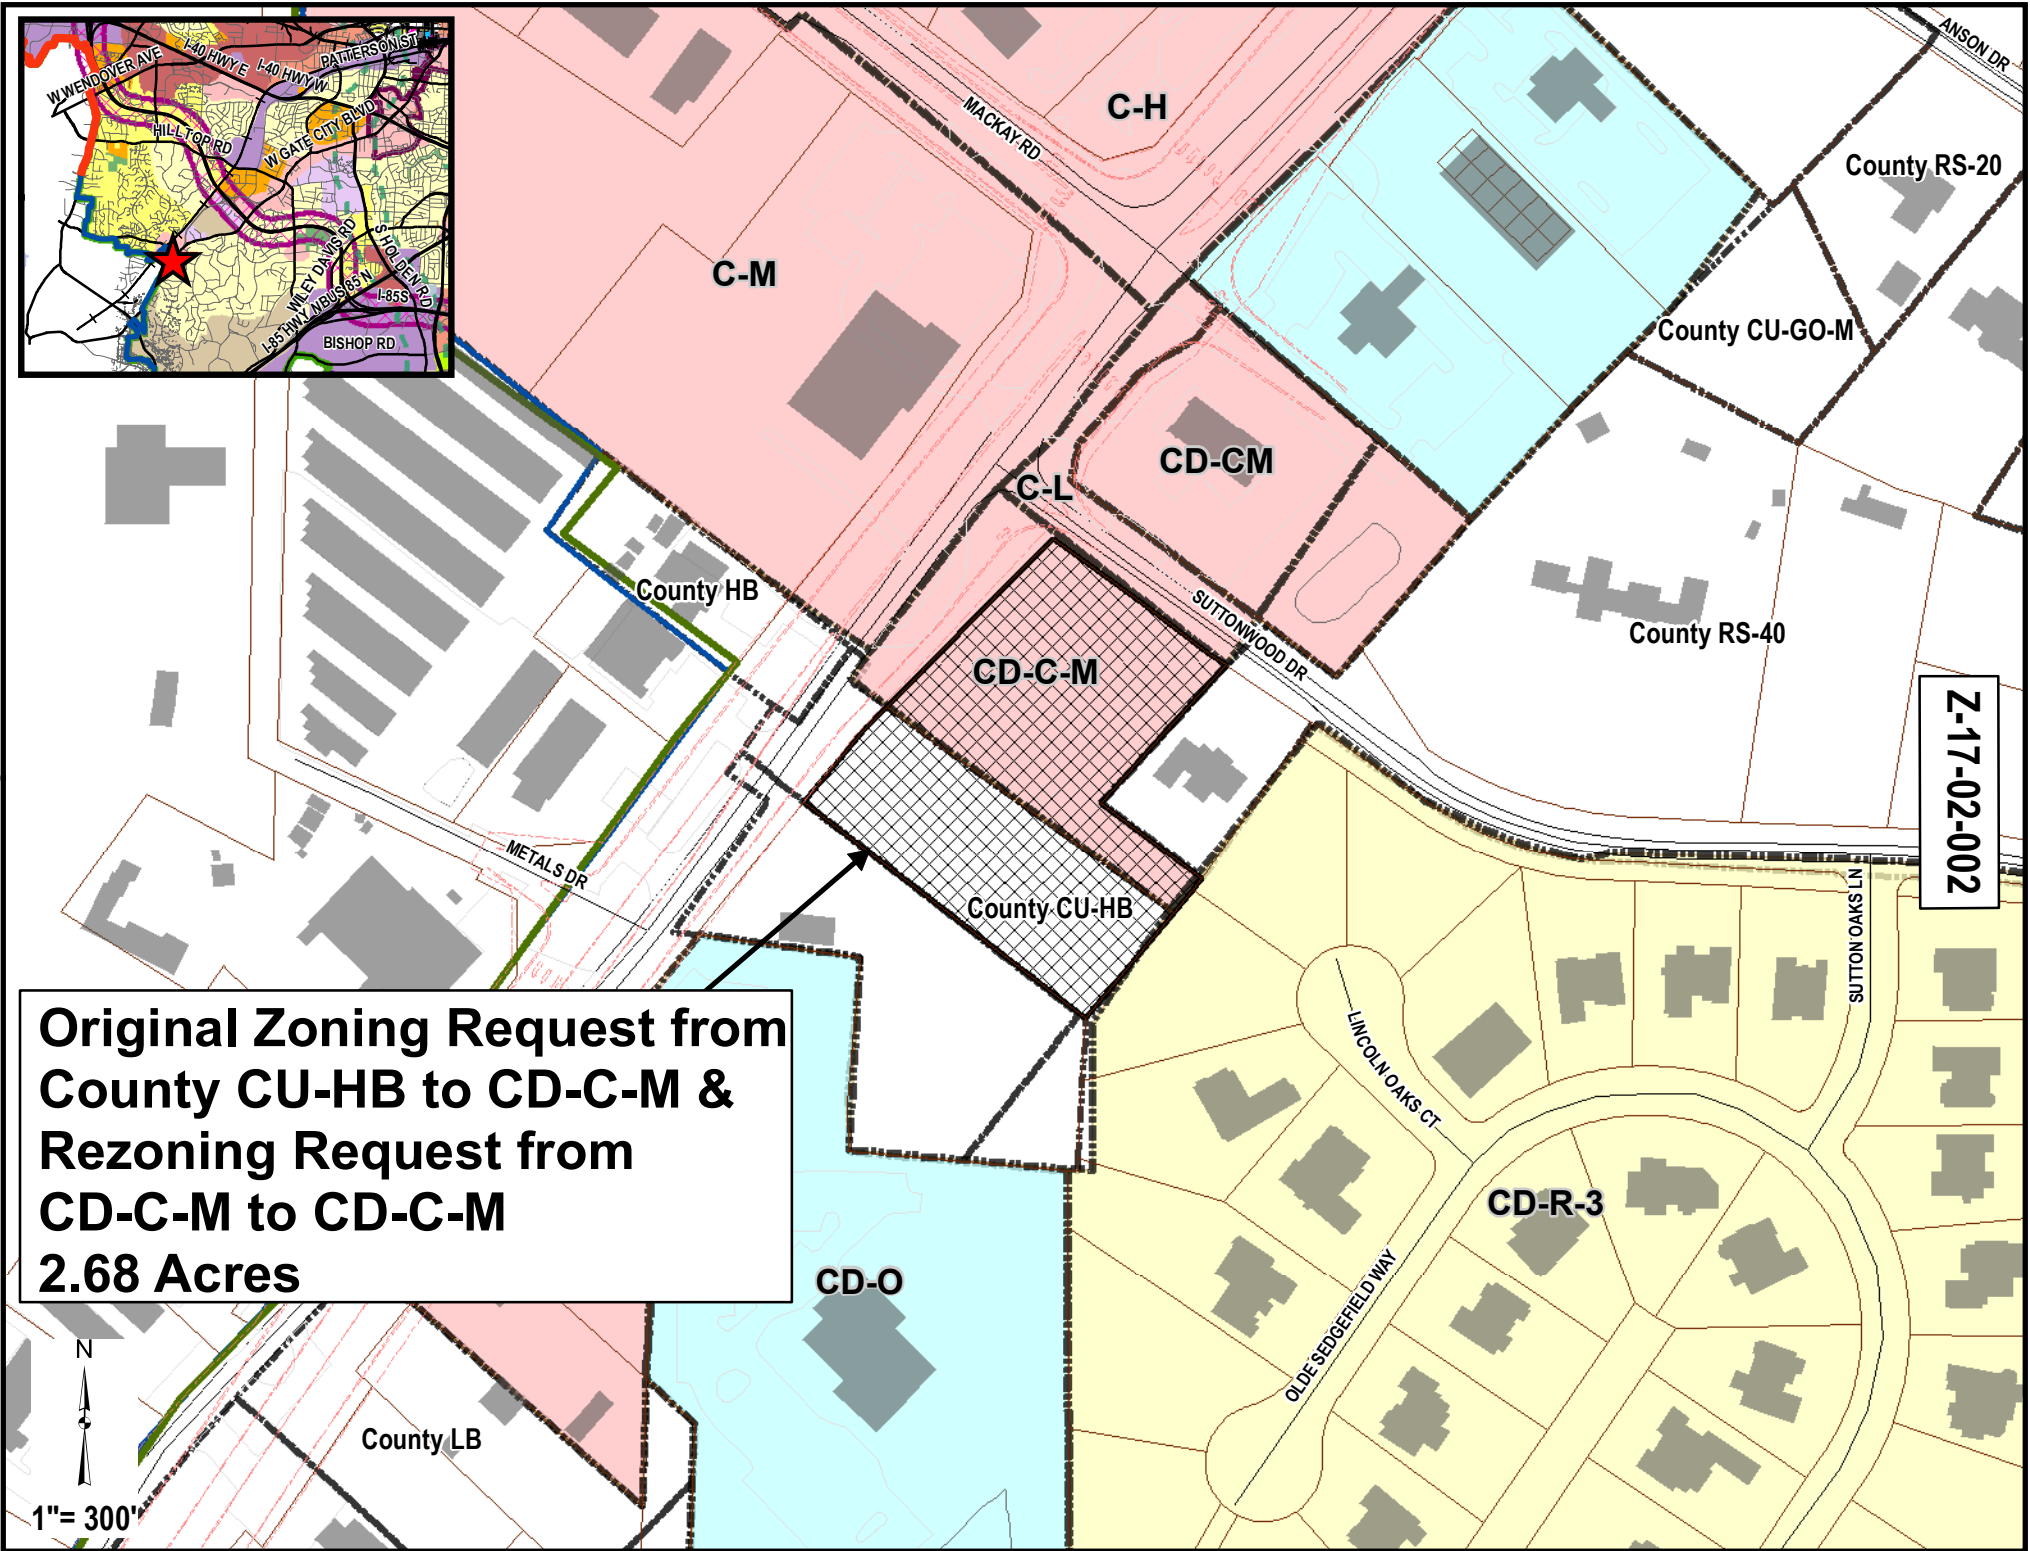 W WENDOVER AVE
I-40 HWY E
I-40 HWY W
PATTERSON ST
HILLTOP RD
W GATE CITY BLVD
WILEY DAVIS RD
S HOLDEN RD
I-85 HWY N/BUS 85 N
I-85S
BISHOP RD
ANSON DR
C-H
MACKAY RD
County RS-20
C-M
County CU-GO-M
CD-CM
C-L
County HB
SUTTONWOOD DR
County RS-40
CD-C-M
Z-17-02-002
METALS DR
County CU-HB
SUTTON OAKS LN
LINCOLN OAKS CT
Original Zoning Request from
County CU-HB to CD-C-M &
Rezoning Request from
CD-C-M to CD-C-M
2.68 Acres
CD-R-3
CD-O
OLDE SEDGEFIELD WAY
N
County LB
1"= 300'